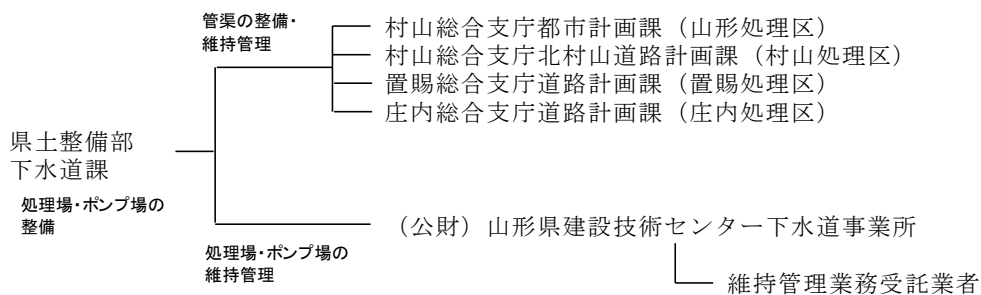 管渠の整備・
維持管理
村山総合支庁都市計画課（山形処理区）
村山総合支庁北村山道路計画課（村山処理区）
置賜総合支庁道路計画課（置賜処理区）
庄内総合支庁道路計画課（庄内処理区）
県土整備部
下水道課
処理場・ポンプ場の
整備
（公財）山形県建設技術センター下水道事業所
処理場・ポンプ場の
維持管理
維持管理業務受託業者